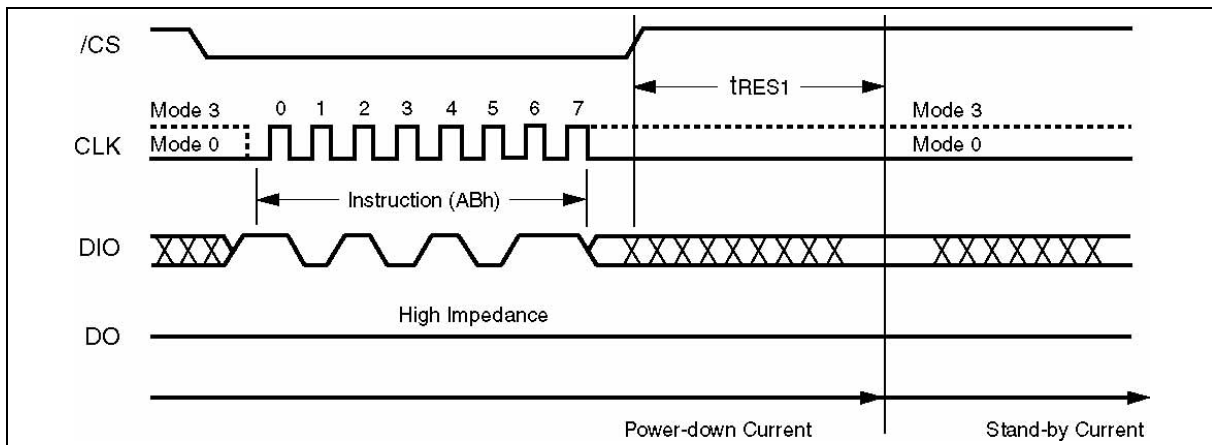 /CS
tRES1
Mode 3 0 1 2 3 4 5 6 7 Mode 3
CLK Mode 0 Mode 0
Instruction (ABh)
DIO
High Impedance
DO
Power-down Current Stand-by Current